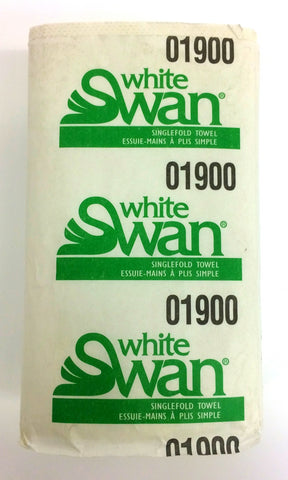 01900
white
Swan®
SINGLEFOLD TOWEL
ESSUIE-MAINS À PLIS SIMPLE
01900
white
Swan®
SINGLEFOLD TOWEL
ESSUIE-MAINS À PLIS SIMPLE
01900
white
Swan®
SINGLEFOLD TOWEL
ESSUIE-MAINS À PLIS SIMPLE
01900